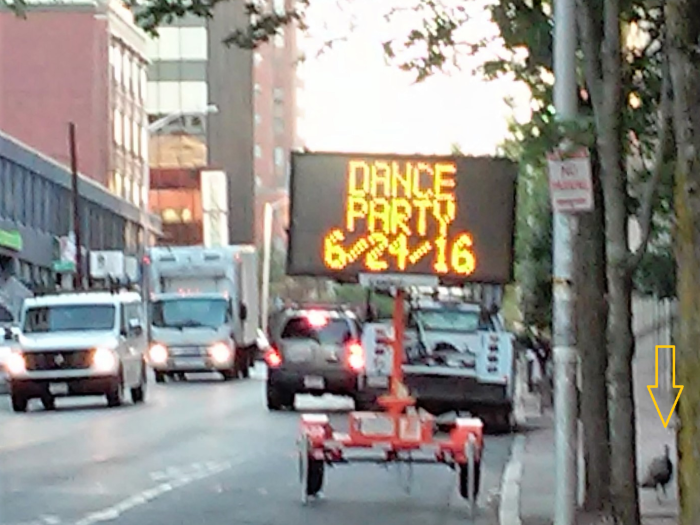 DANCE
PARTY
6/24/16
NO
PARKING